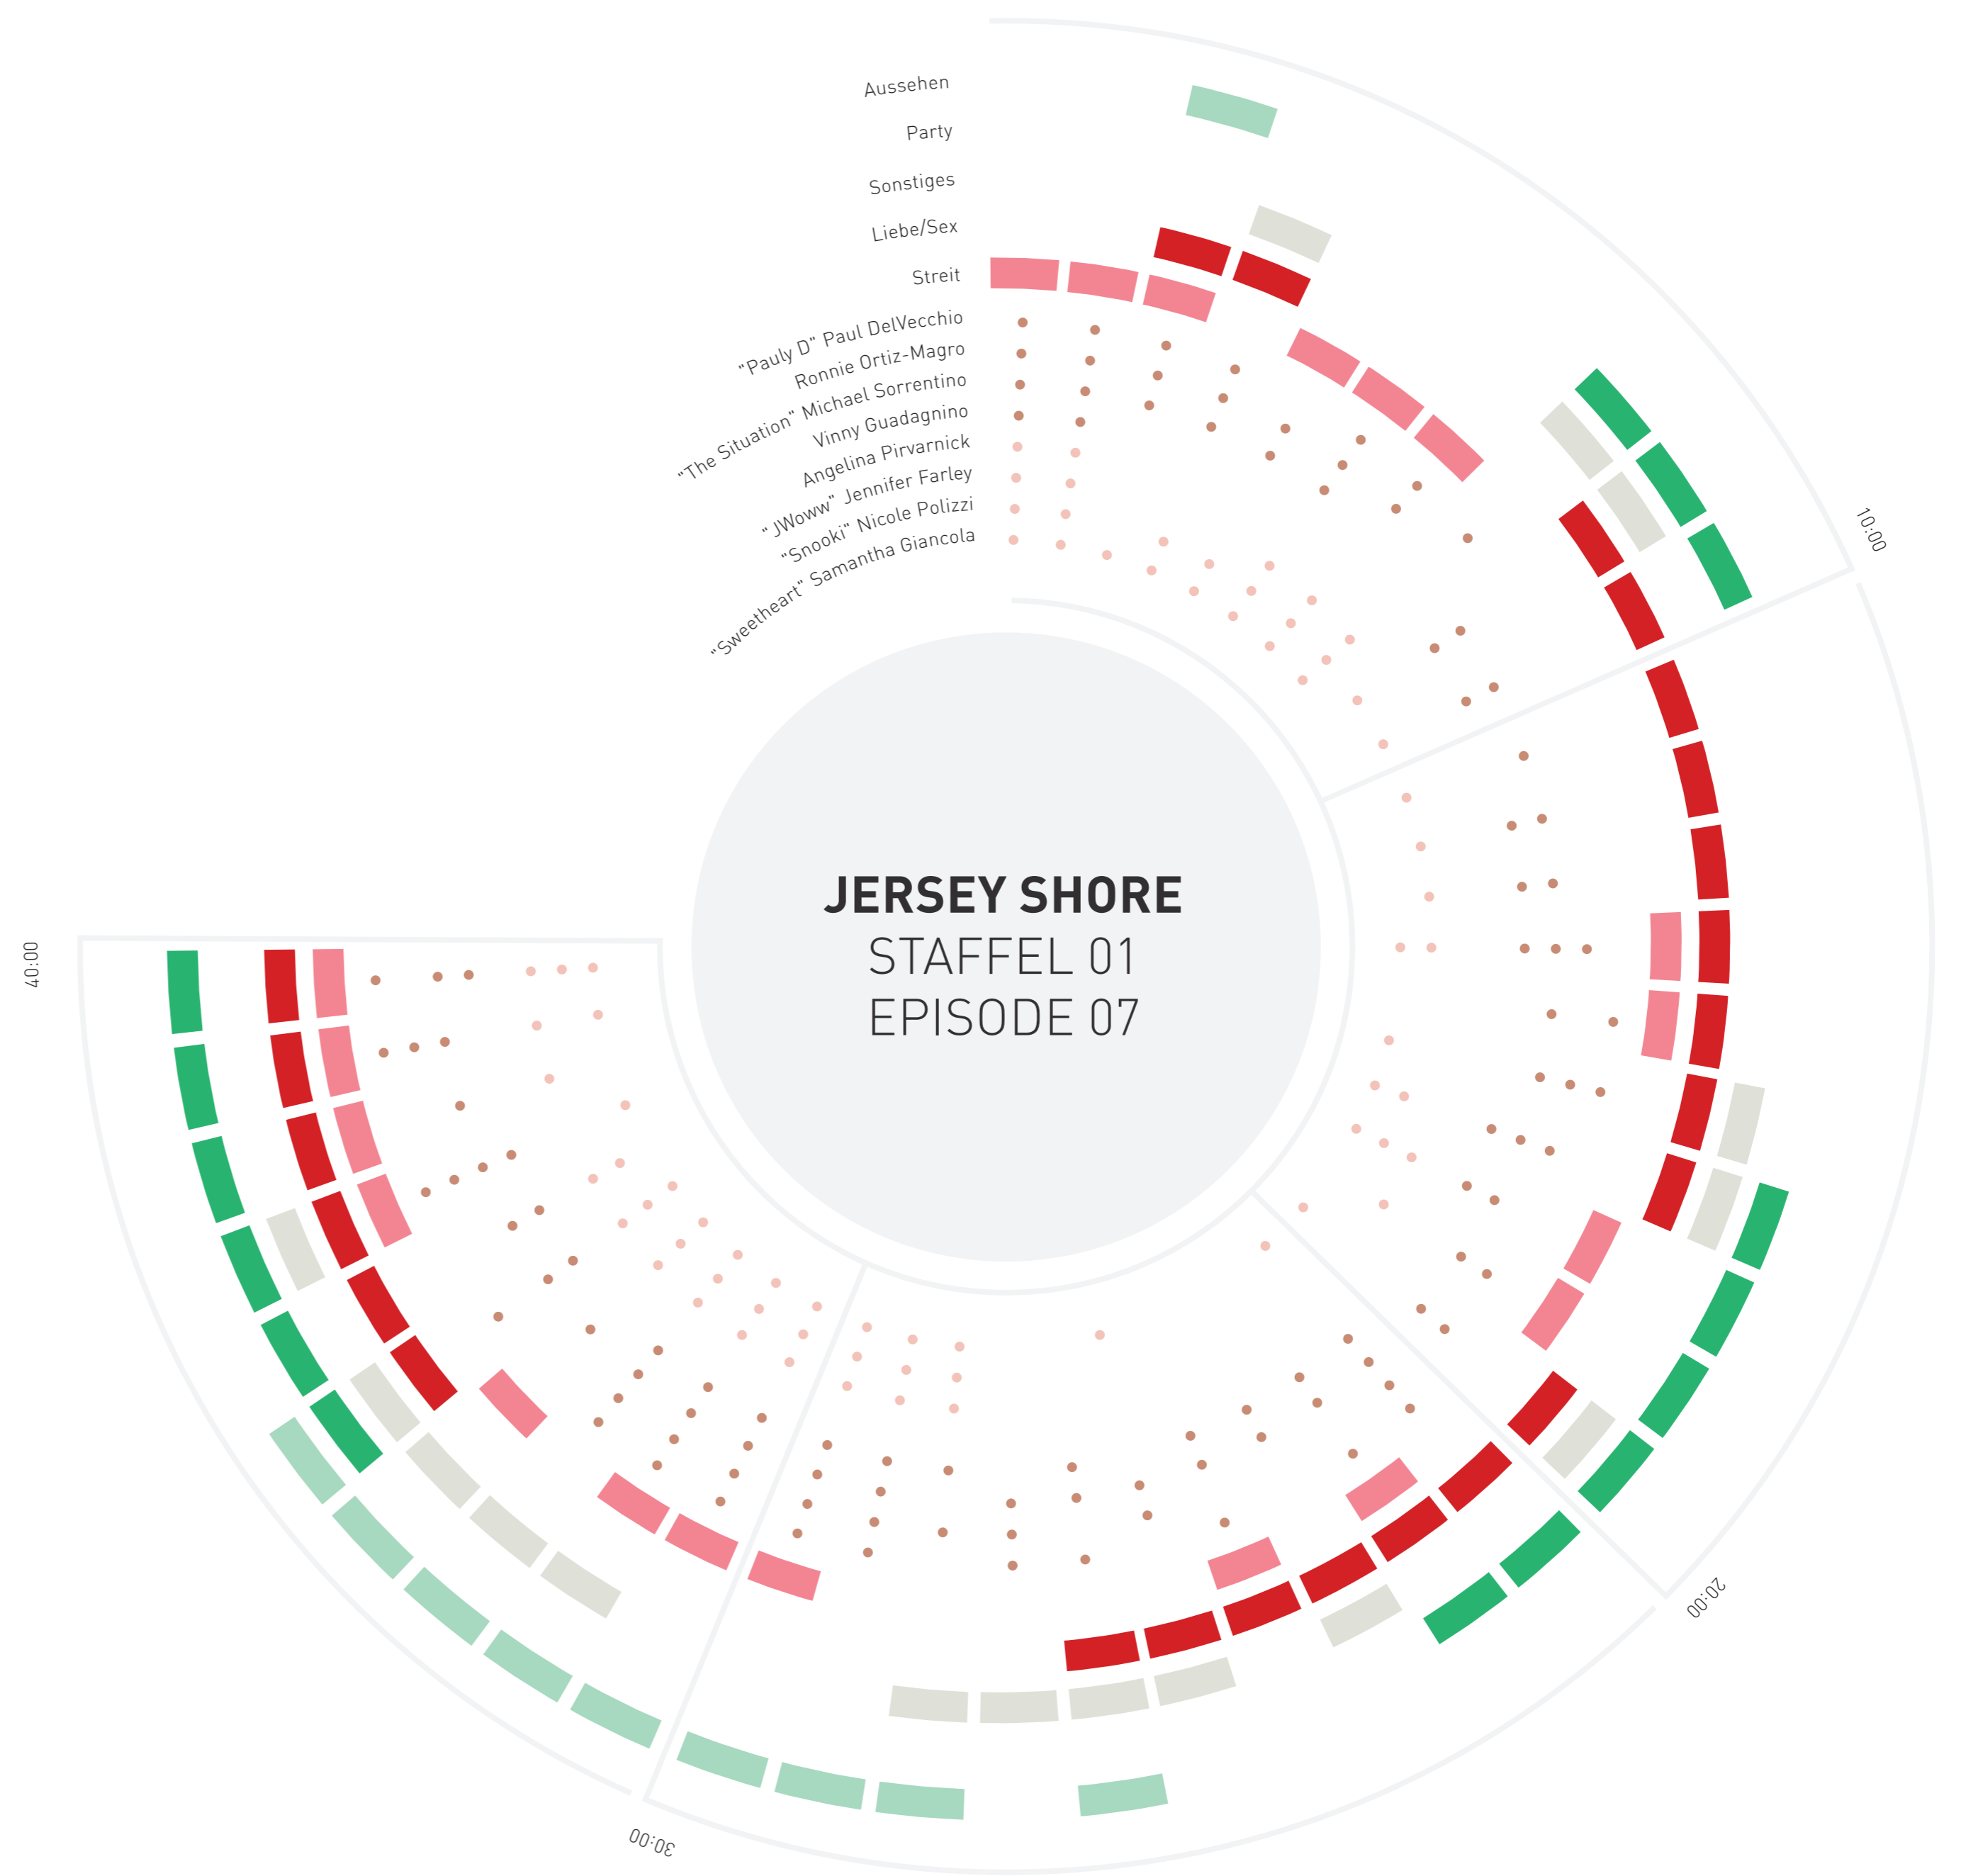 Aussehen
Party
Sonstiges
Liebe/Sex
Streit
"Pauly D" Paul DelVecchio
Ronnie Ortiz-Magro
"The Situation" Michael Sorrentino
Vinny Guadagnino
Angelina Pirvarnick
" JWoww" Jennifer Farley
"Snooki" Nicole Polizzi
"Sweetheart" Samantha Giancola
10:00
JERSEY SHORE
STAFFEL 01
EPISODE 07
40:00
20:00
30:00